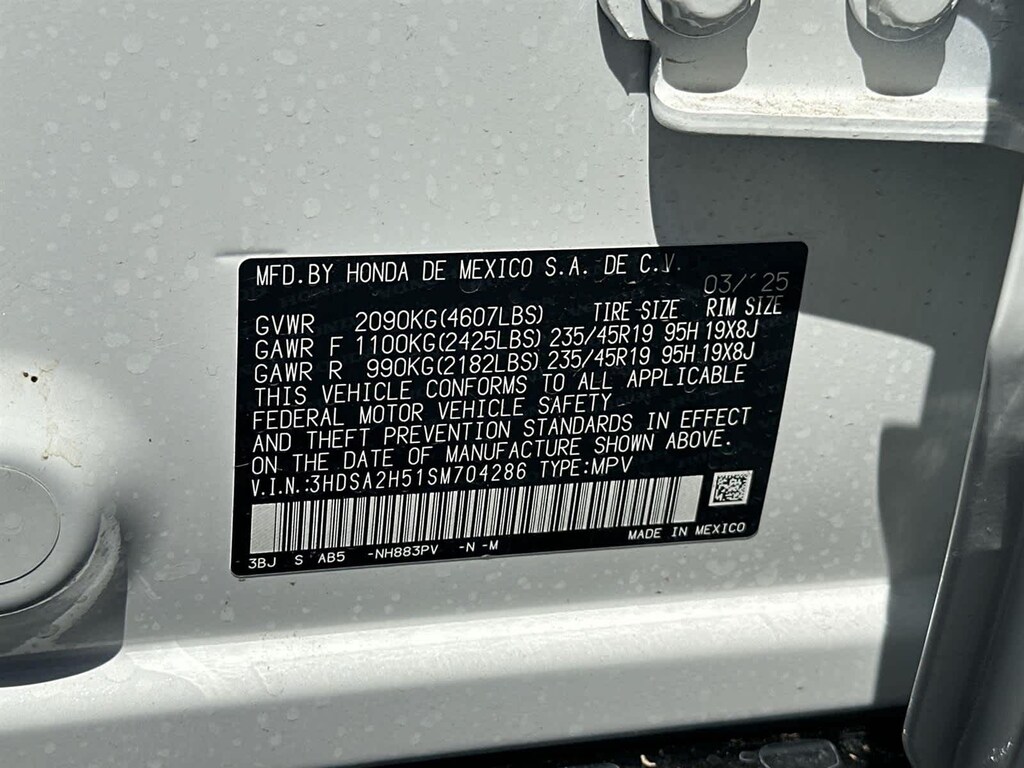 MFD.BY HONDA DE MEXICO S.A. DE C.V.
03/'25
GVWR 2090KG(4607LBS) TIRE SIZE RIM SIZE
GAWR F 1100KG(2425LBS) 235/45R19 95H 19X8J
GAWR R 990KG(2182LBS) 235/45R19 95H 19X8J
THIS VEHICLE CONFORMS TO ALL APPLICABLE
FEDERAL MOTOR VEHICLE SAFETY
AND THEFT PREVENTION STANDARDS IN EFFECT
ON THE DATE OF MANUFACTURE SHOWN ABOVE.
V.I.N.:3HDSA2H51SM704286 TYPE:MPV
MADE IN MEXICO
3BJ S AB5 -NH883PV -N -M